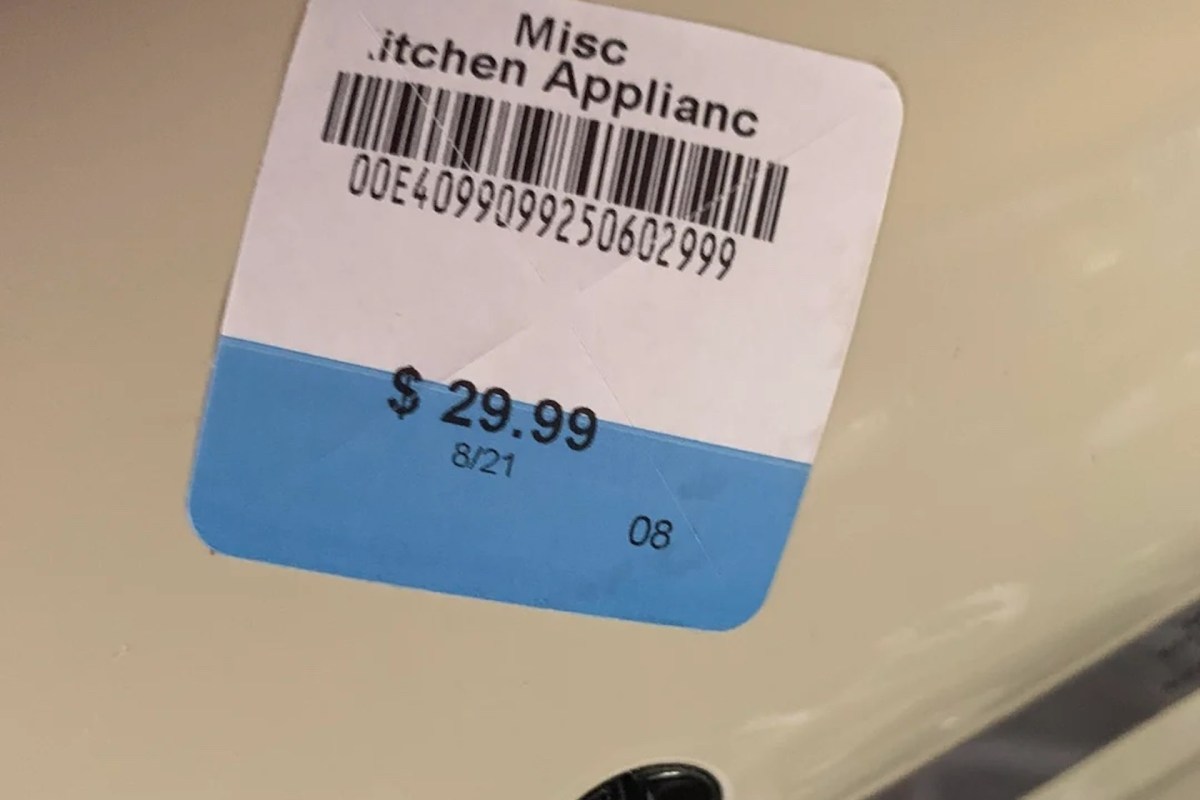 Misc
itchen Applianc
00E4099099250602999
$ 29.99
8/21
08